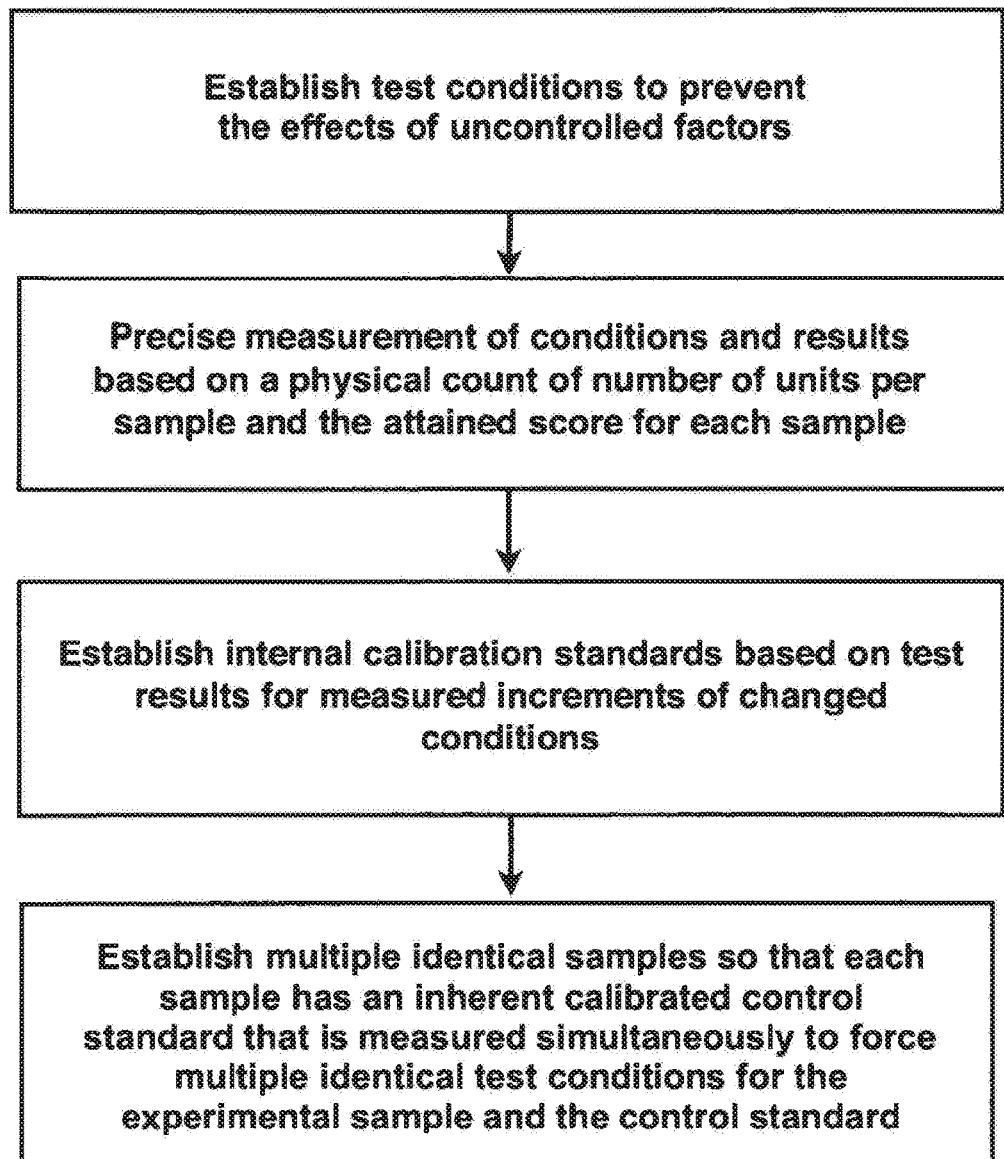 Establish test conditions to prevent
the effects of uncontrolled factors
Precise measurement of conditions and results
based on a physical count of number of units per
sample and the attained score for each sample
Establish internal calibration standards based on test
results for measured increments of changed
conditions
Establish multiple identical samples so that each
sample has an inherent calibrated control
standard that is measured simultaneously to force
multiple identical test conditions for the
experimental sample and the control standard